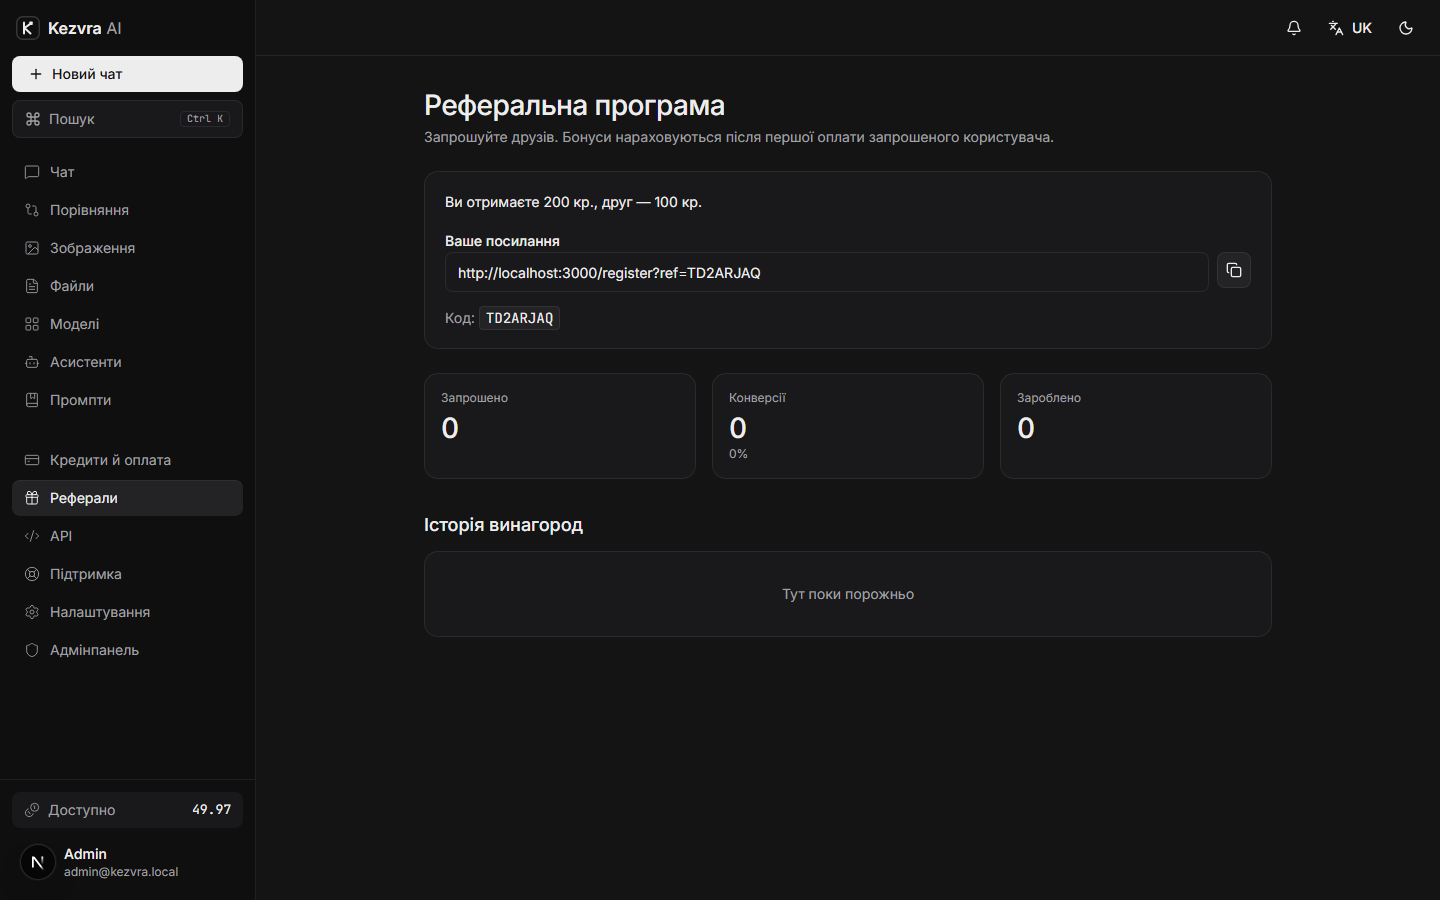 Kezvra AI
UK
Новий чат
Пошук Ctrl K
Чат
Порівняння
Зображення
Файли
Моделі
Асистенти
Промпти
Кредити й оплата
Реферали
API
Підтримка
Налаштування
Адмінпанель
Доступно 49.97
Admin
admin@kezvra.local
Реферальна програма
Запрошуйте друзів. Бонуси нараховуються після першої оплати запрошеного користувача.
Ви отримаєте 200 кр., друг — 100 кр.
Ваше посилання
http://localhost:3000/register?ref=TD2ARJAQ
Код: TD2ARJAQ
Запрошено
0
Конверсії
0
0%
Зароблено
0
Історія винагород
Тут поки порожньо